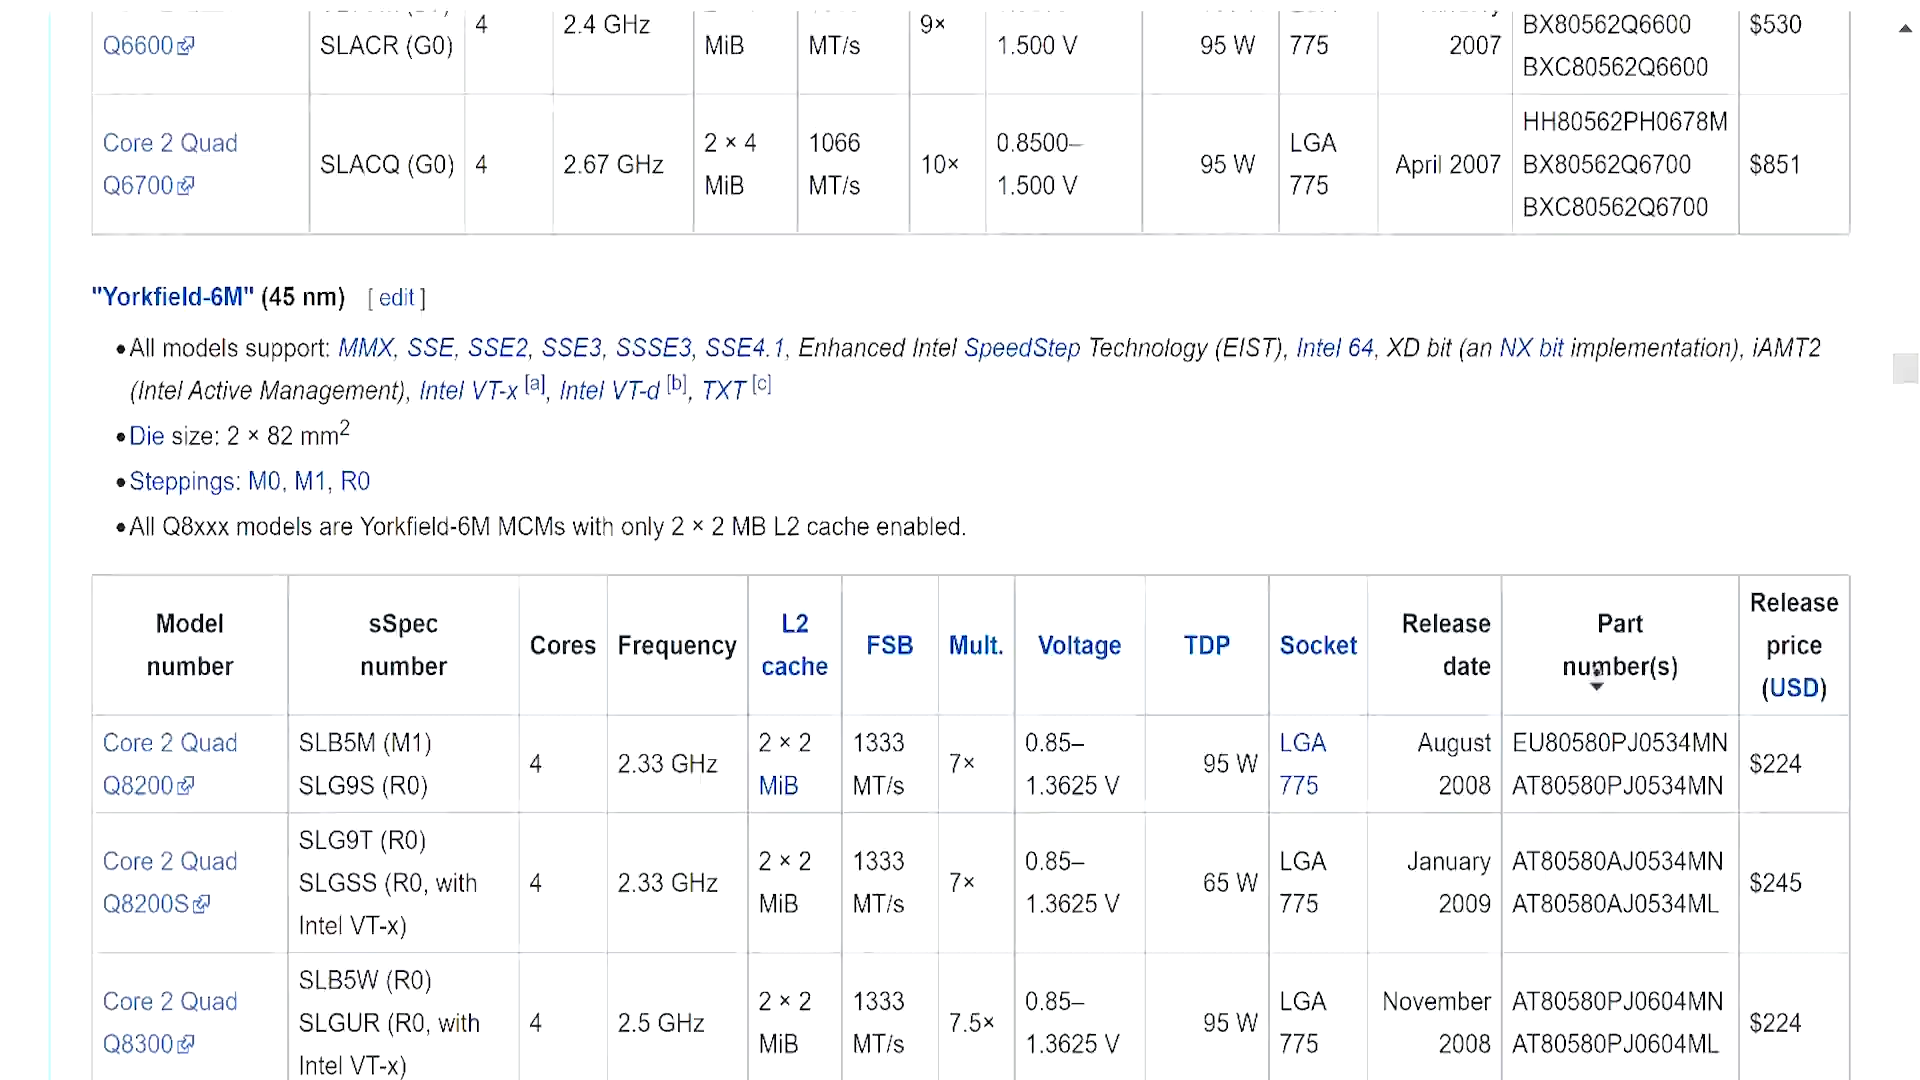 Q6600 SLACR (G0) 4 2.4 GHz MiB MT/s 9× 1.500 V 95 W 775 2007 BX80562Q6600 BXC80562Q6600 $530
Core 2 Quad Q6700 SLACQ (G0) 4 2.67 GHz 2 × 4 MiB 1066 MT/s 10× 0.8500– 1.500 V 95 W LGA 775 April 2007 HH80562PH0678M BX80562Q6700 BXC80562Q6700 $851
"Yorkfield-6M" (45 nm) [ edit ]
•All models support: MMX, SSE, SSE2, SSE3, SSSE3, SSE4.1, Enhanced Intel SpeedStep Technology (EIST), Intel 64, XD bit (an NX bit implementation), iAMT2
(Intel Active Management), Intel VT-x [a], Intel VT-d [b], TXT [c]
•Die size: 2 × 82 mm2
•Steppings: M0, M1, R0
•All Q8xxx models are Yorkfield-6M MCMs with only 2 × 2 MB L2 cache enabled.
Model number sSpec number Cores Frequency L2 cache FSB Mult. Voltage TDP Socket Release date Part number(s) Release price (USD)
Core 2 Quad Q8200 SLB5M (M1) SLG9S (R0) 4 2.33 GHz 2 × 2 MiB 1333 MT/s 7× 0.85– 1.3625 V 95 W LGA 775 August 2008 EU80580PJ0534MN AT80580PJ0534MN $224
Core 2 Quad Q8200S SLG9T (R0) SLGSS (R0, with Intel VT-x) 4 2.33 GHz 2 × 2 MiB 1333 MT/s 7× 0.85– 1.3625 V 65 W LGA 775 January 2009 AT80580AJ0534MN AT80580AJ0534ML $245
Core 2 Quad Q8300 SLB5W (R0) SLGUR (R0, with Intel VT-x) 4 2.5 GHz 2 × 2 MiB 1333 MT/s 7.5× 0.85– 1.3625 V 95 W LGA 775 November 2008 AT80580PJ0604MN AT80580PJ0604ML $224